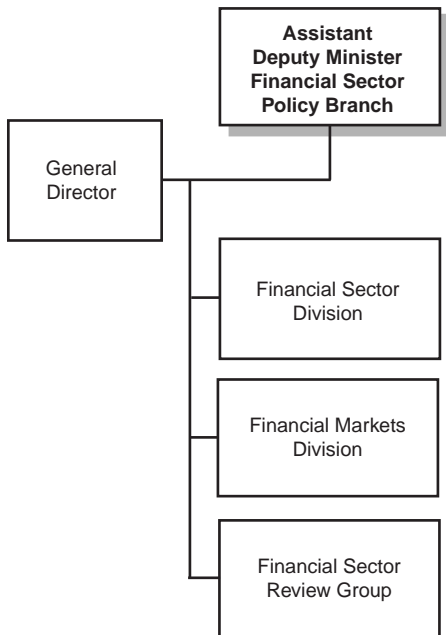 Assistant
Deputy Minister
Financial Sector
Policy Branch
General
Director
Financial Sector
Division
Financial Markets
Division
Financial Sector
Review Group